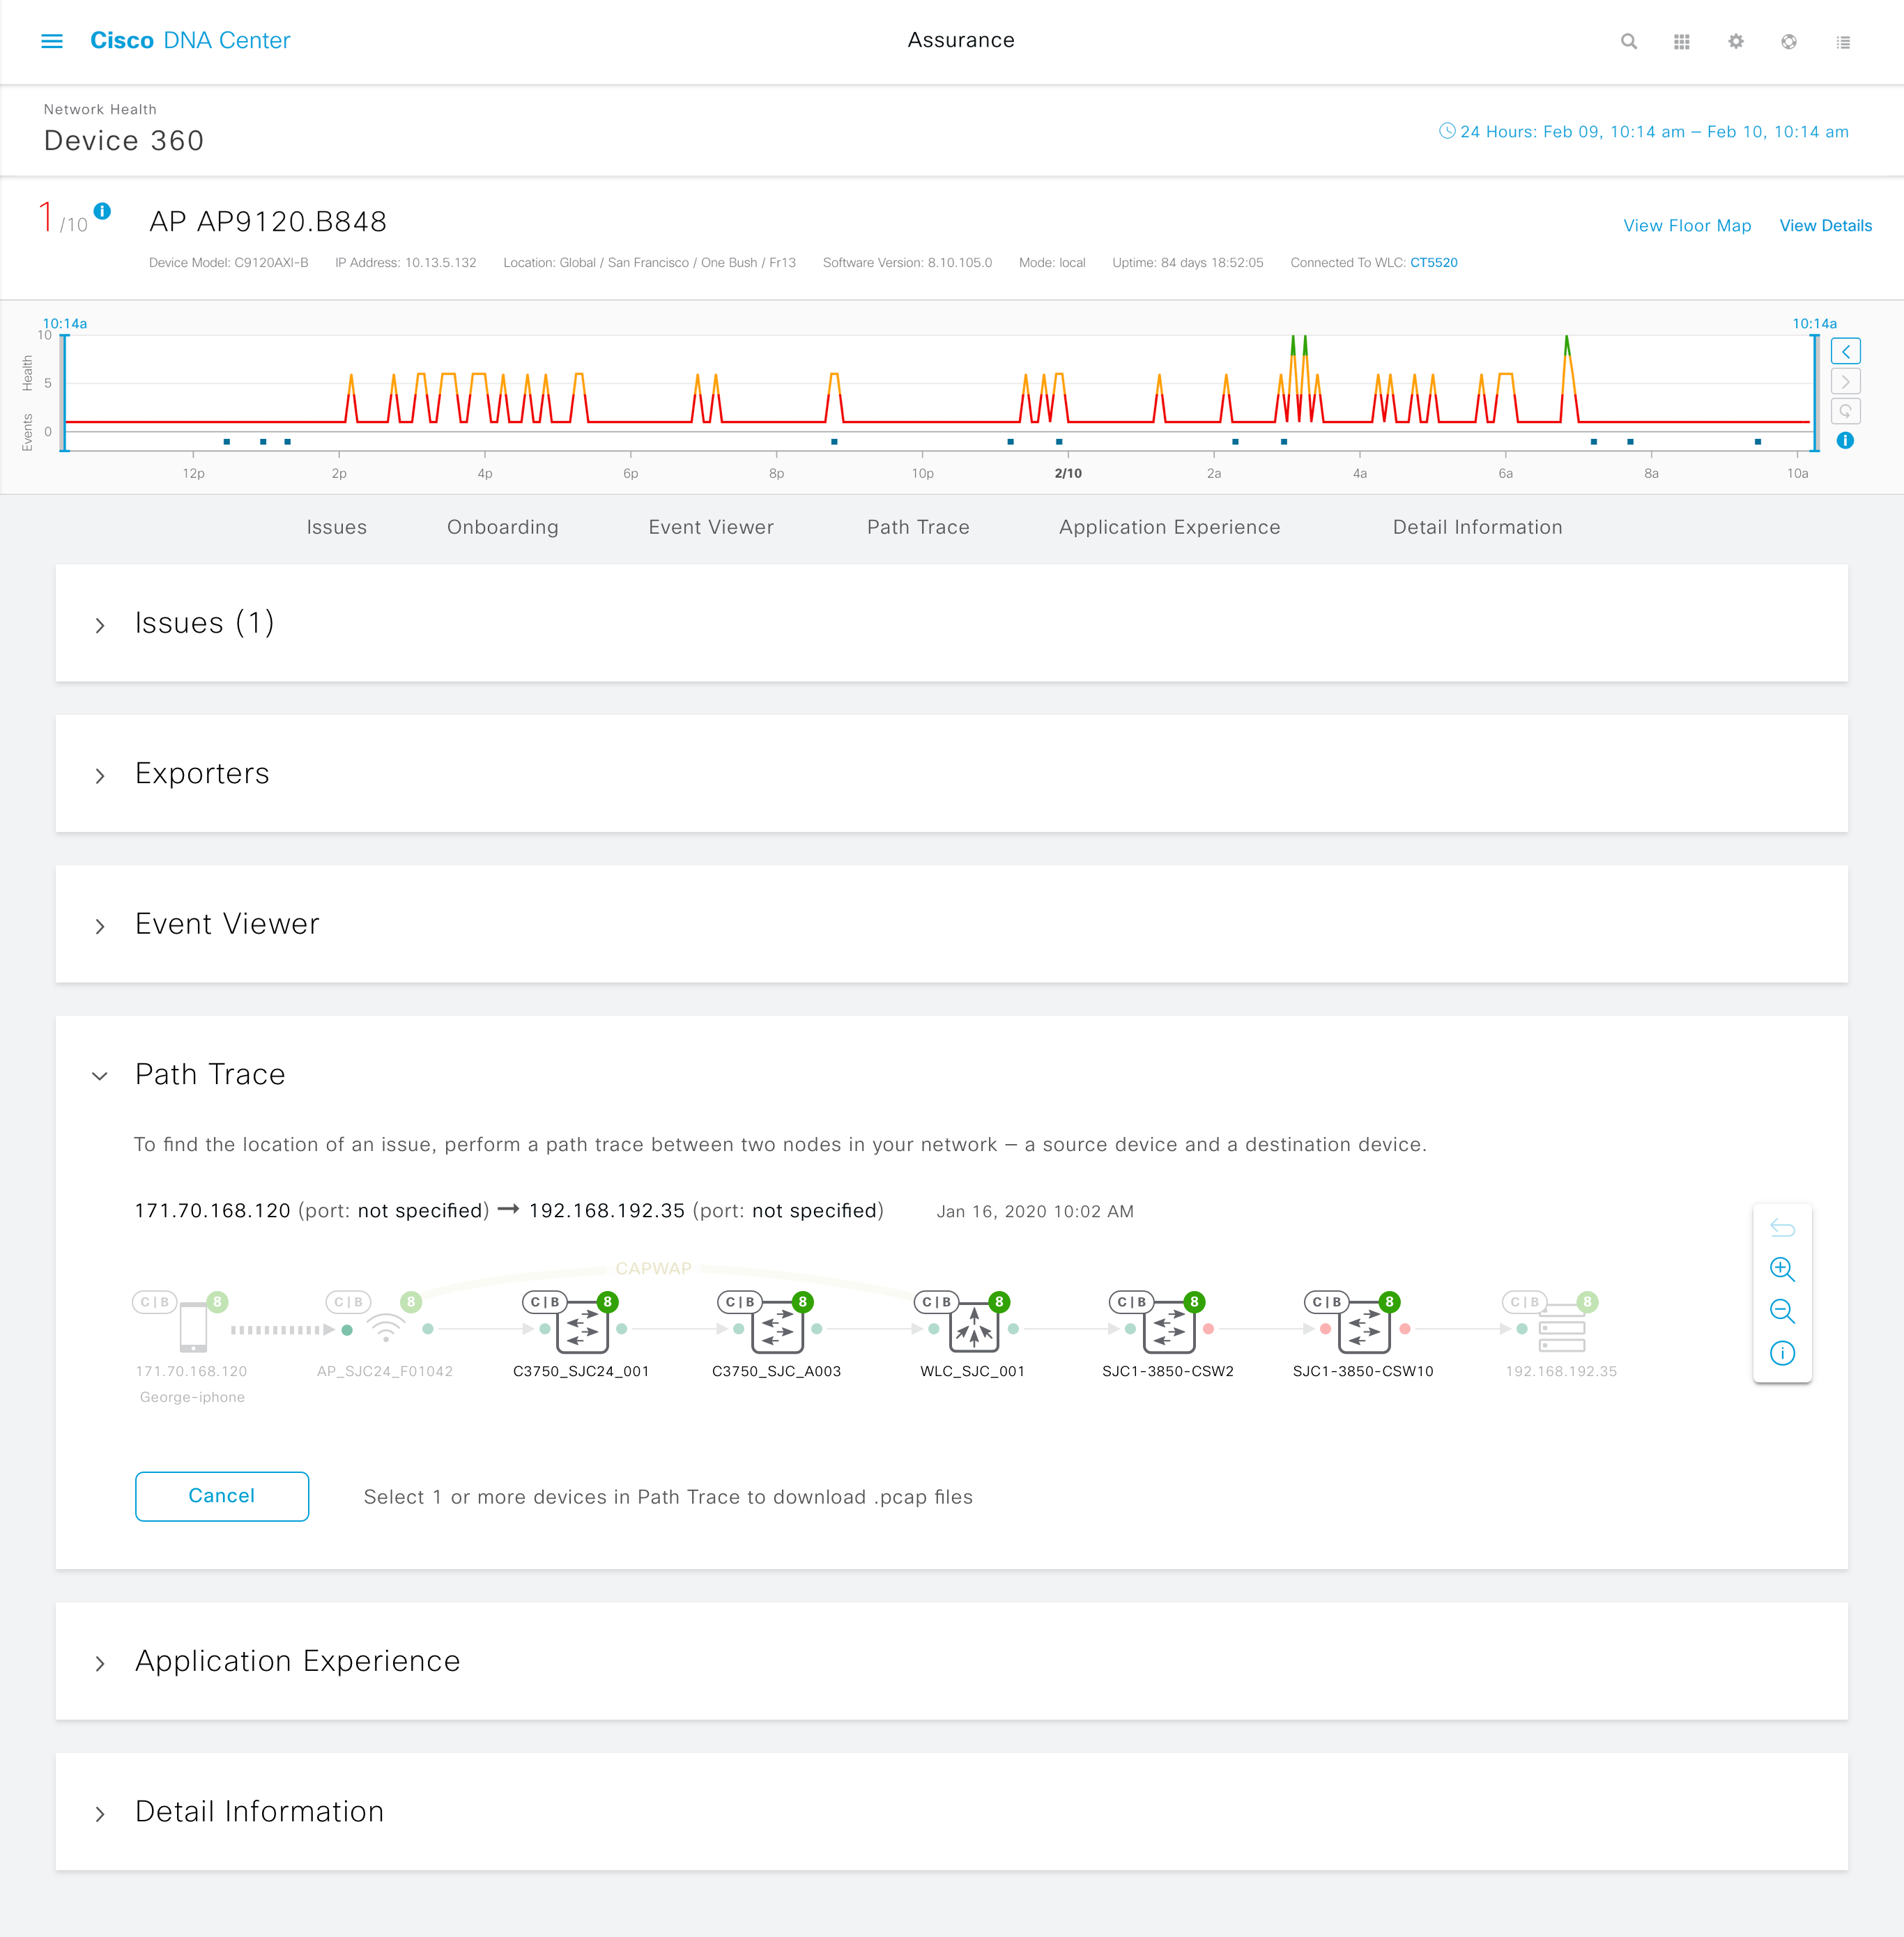 Cisco DNA Center
Assurance
Network Health
Device 360
24 Hours: Feb 09, 10:14 am – Feb 10, 10:14 am
1/10
AP AP9120.B848
View Floor Map
View Details
Device Model: C9120AXI-B
IP Address: 10.13.5.132
Location: Global / San Francisco / One Bush / Fr13
Software Version: 8.10.105.0
Mode: local
Uptime: 84 days 18:52:05
Connected To WLC: CT5520
10:14a
10:14a
Health
Events
10
5
0
12p
2p
4p
6p
8p
10p
2/10
2a
4a
6a
8a
10a
Issues
Onboarding
Event Viewer
Path Trace
Application Experience
Detail Information
Issues (1)
Exporters
Event Viewer
Path Trace
To find the location of an issue, perform a path trace between two nodes in your network – a source device and a destination device.
171.70.168.120 (port: not specified) → 192.168.192.35 (port: not specified)
Jan 16, 2020 10:02 AM
CAPWAP
C | B
8
C | B
8
C | B
8
C | B
8
C | B
8
C | B
8
C | B
8
C | B
8
171.70.168.120
George-iphone
AP_SJC24_F01042
C3750_SJC24_001
C3750_SJC_A003
WLC_SJC_001
SJC1-3850-CSW2
SJC1-3850-CSW10
192.168.192.35
Cancel
Select 1 or more devices in Path Trace to download .pcap files
Application Experience
Detail Information